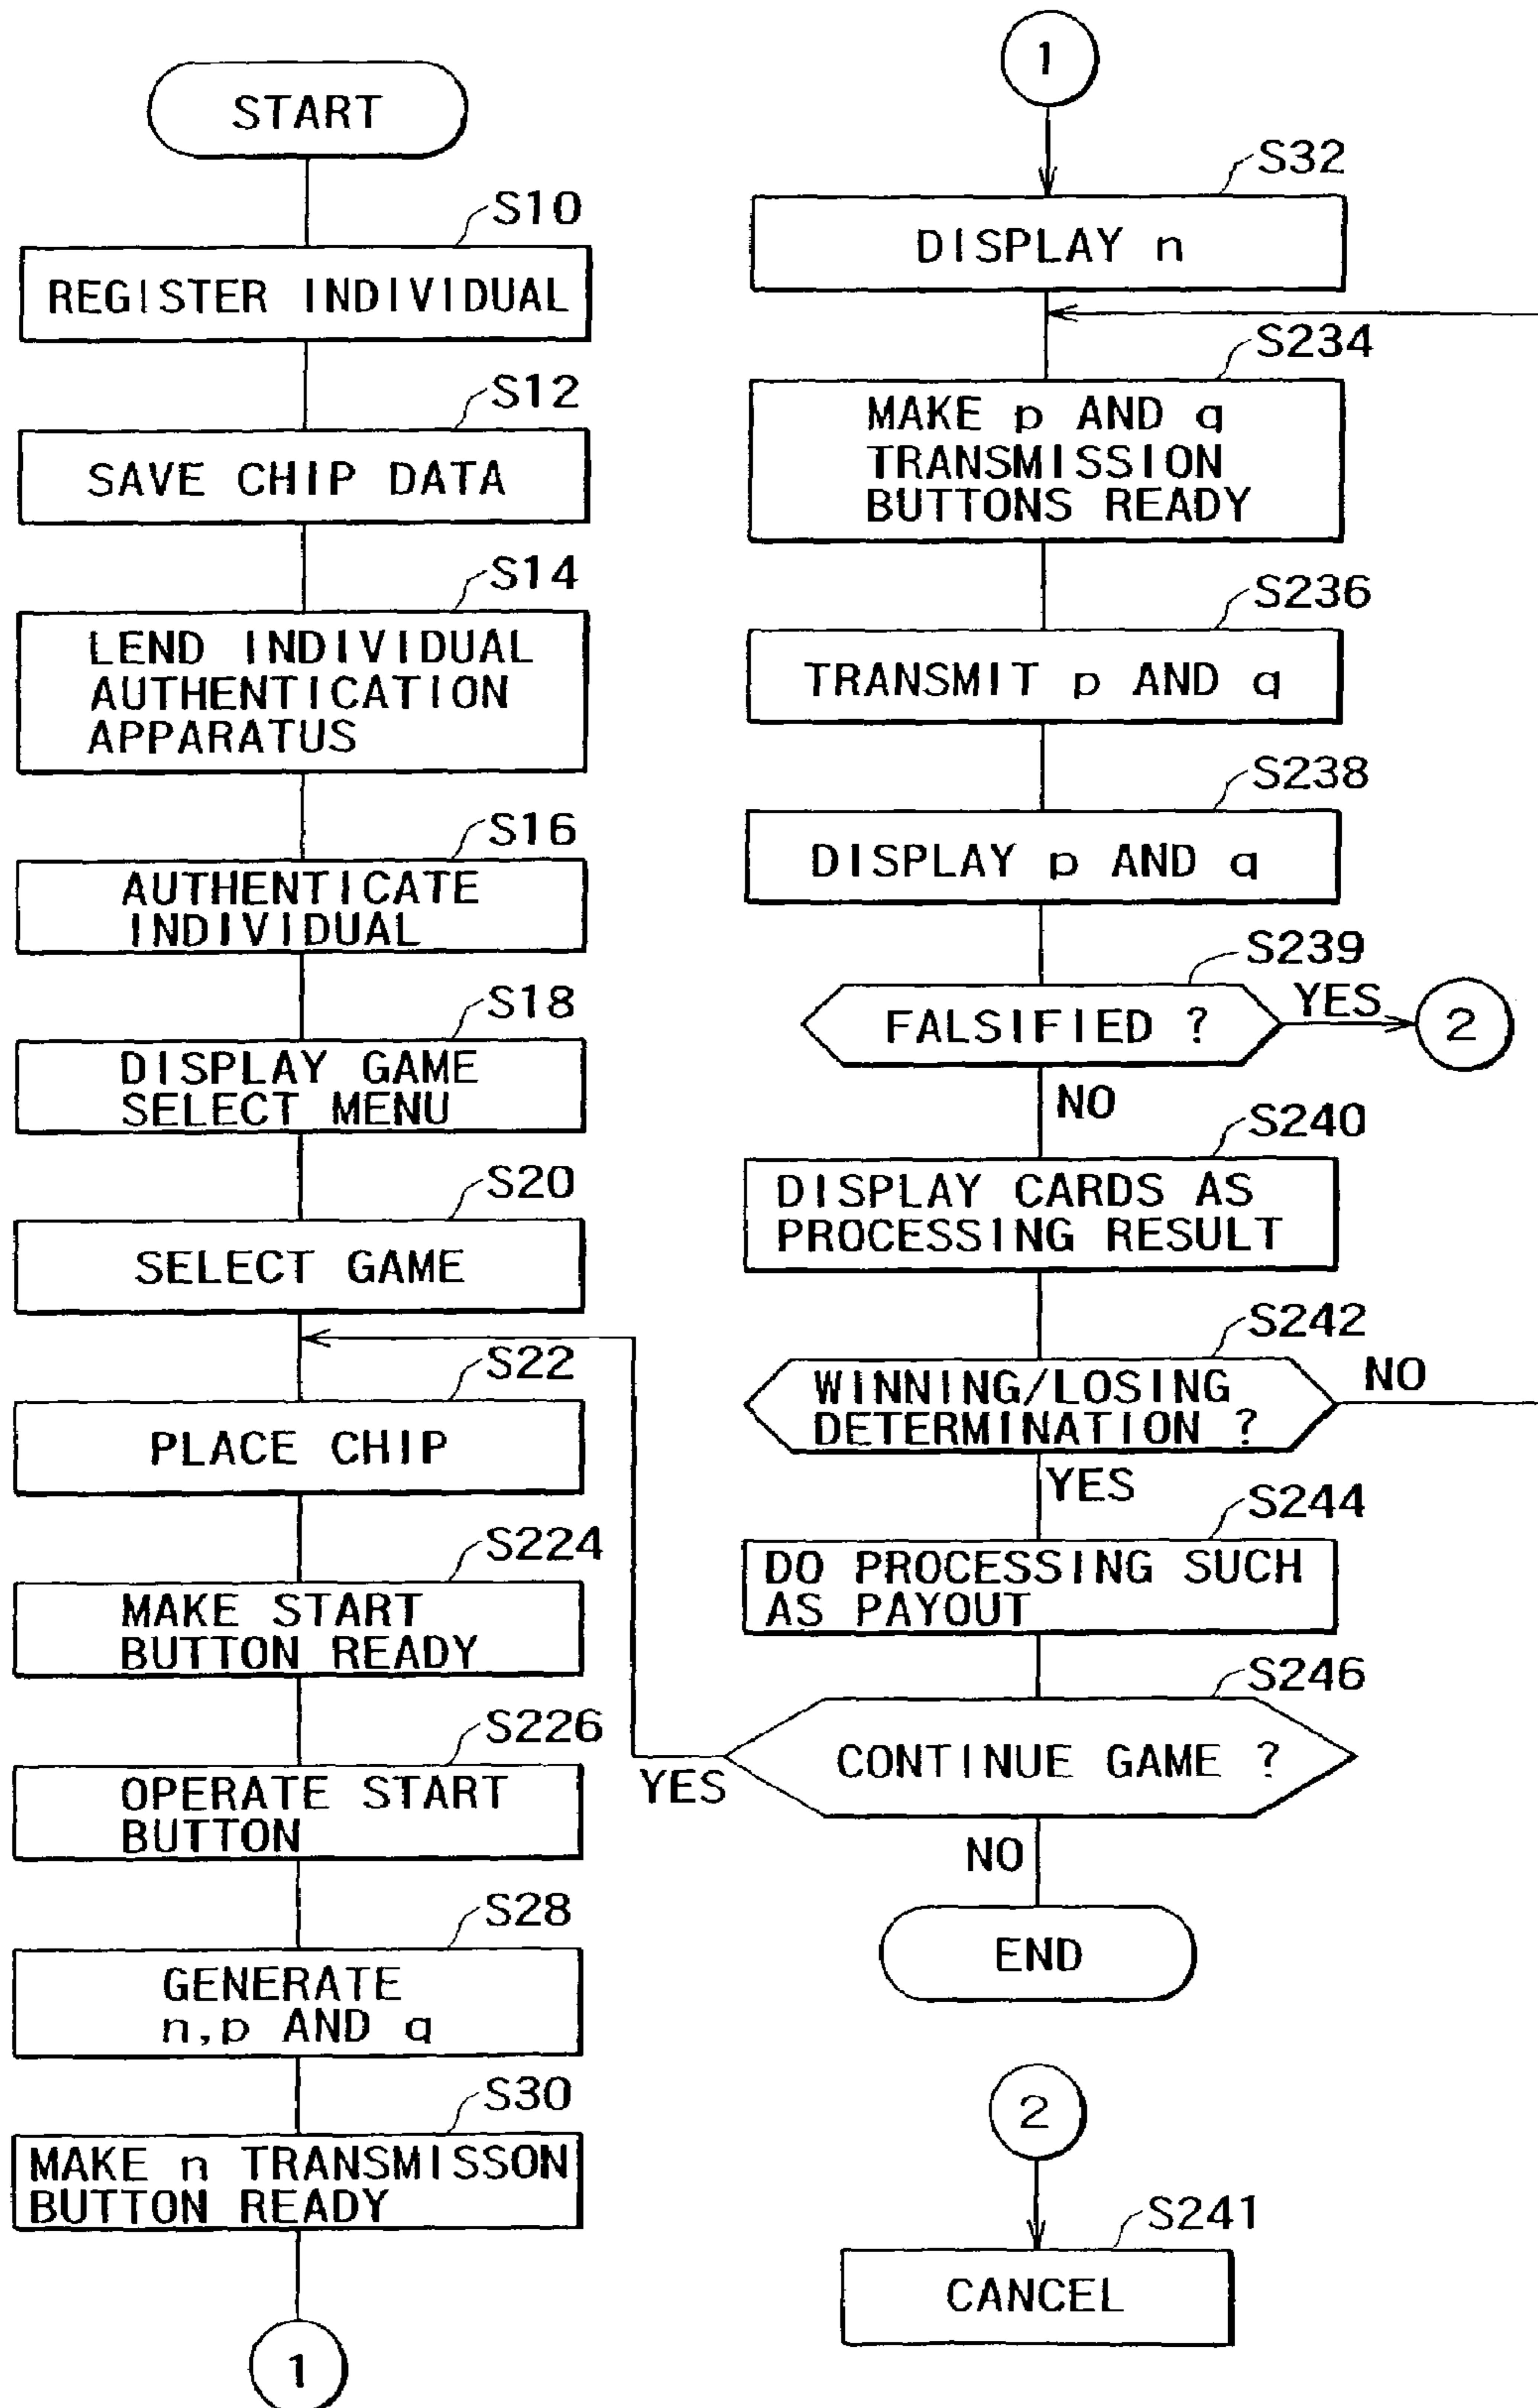 START
S10
REGISTER INDIVIDUAL
S12
SAVE CHIP DATA
S14
LEND INDIVIDUAL
AUTHENTICATION
APPARATUS
S16
AUTHENTICATE
INDIVIDUAL
S18
DISPLAY GAME
SELECT MENU
S20
SELECT GAME
S22
PLACE CHIP
S224
MAKE START
BUTTON READY
S226
OPERATE START
BUTTON
S28
GENERATE
n,p AND q
S30
MAKE n TRANSMISSON
BUTTON READY
1
1
S32
DISPLAY n
S234
MAKE p AND q
TRANSMISSION
BUTTONS READY
S236
TRANSMIT p AND q
S238
DISPLAY p AND q
S239
FALSIFIED ?
YES
2
NO
S240
DISPLAY CARDS AS
PROCESSING RESULT
S242
WINNING/LOSING
DETERMINATION ?
NO
YES
S244
DO PROCESSING SUCH
AS PAYOUT
S246
CONTINUE GAME ?
YES
NO
END
2
S241
CANCEL